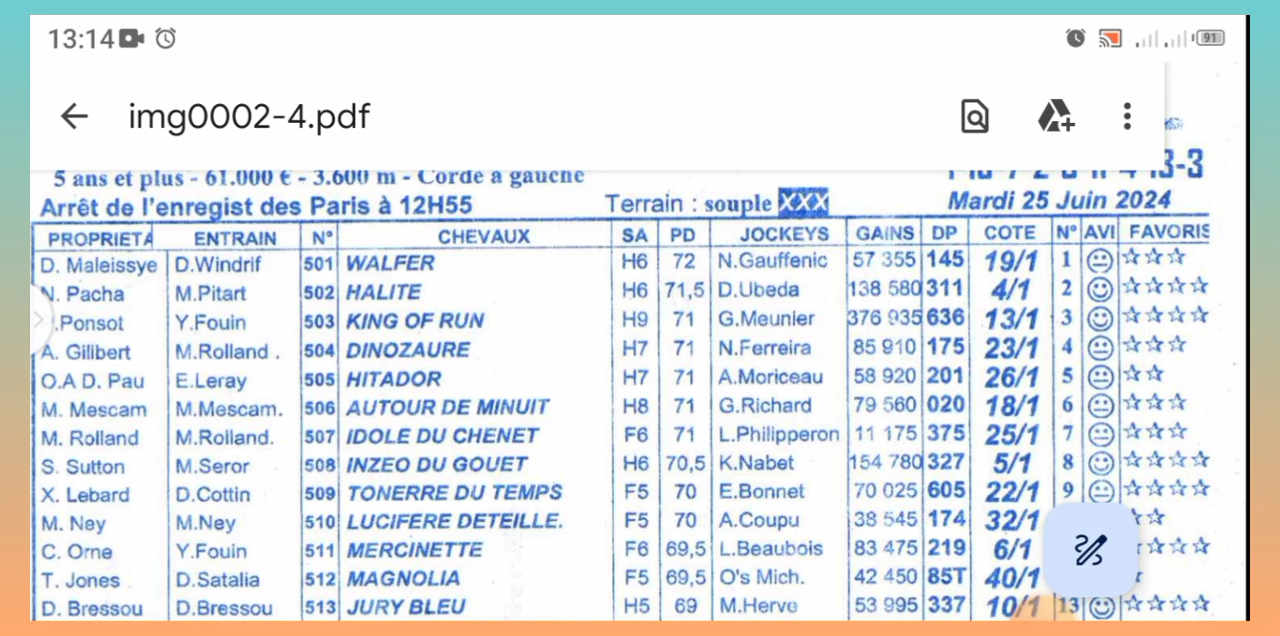 13:14
91
img0002-4.pdf
5 ans et plus - 61.000 € - 3.600 m - Corde à gauche
13-3
Arrêt de l'enregist des Paris à 12H55 Terrain : souple XXX Mardi 25 Juin 2024
PROPRIETA ENTRAIN N° CHEVAUX SA PD JOCKEYS GAINS DP COTE N° AVI FAVORIS
D. Maleissye D.Windrif 501 WALFER H6 72 N.Gauffenic 57 355 145 19/1 1
N. Pacha M.Pitart 502 HALITE H6 71,5 D.Ubeda 138 580 311 4/1 2
.Ponsot Y.Fouin 503 KING OF RUN H9 71 G.Meunier 376 935 636 13/1 3
A. Gilibert M.Rolland . 504 DINOZAURE H7 71 N.Ferreira 85 910 175 23/1 4
O.A D. Pau E.Leray 505 HITADOR H7 71 A.Moriceau 58 920 201 26/1 5
M. Mescam M.Mescam. 506 AUTOUR DE MINUIT H8 71 G.Richard 79 560 020 18/1 6
M. Rolland M.Rolland. 507 IDOLE DU CHENET F6 71 L.Philipperon 11 175 375 25/1 7
S. Sutton M.Seror 508 INZEO DU GOUET H6 70,5 K.Nabet 154 780 327 5/1 8
X. Lebard D.Cottin 509 TONERRE DU TEMPS F5 70 E.Bonnet 70 025 605 22/1 9
M. Ney M.Ney 510 LUCIFERE DETEILLE. F5 70 A.Coupu 38 545 174 32/1
C. Orne Y.Fouin 511 MERCINETTE F6 69,5 L.Beaubois 83 475 219 6/1
T. Jones D.Satalia 512 MAGNOLIA F5 69,5 O's Mich. 42 450 85T 40/1
D. Bressou D.Bressou 513 JURY BLEU H5 69 M.Herve 53 995 337 10/1 13